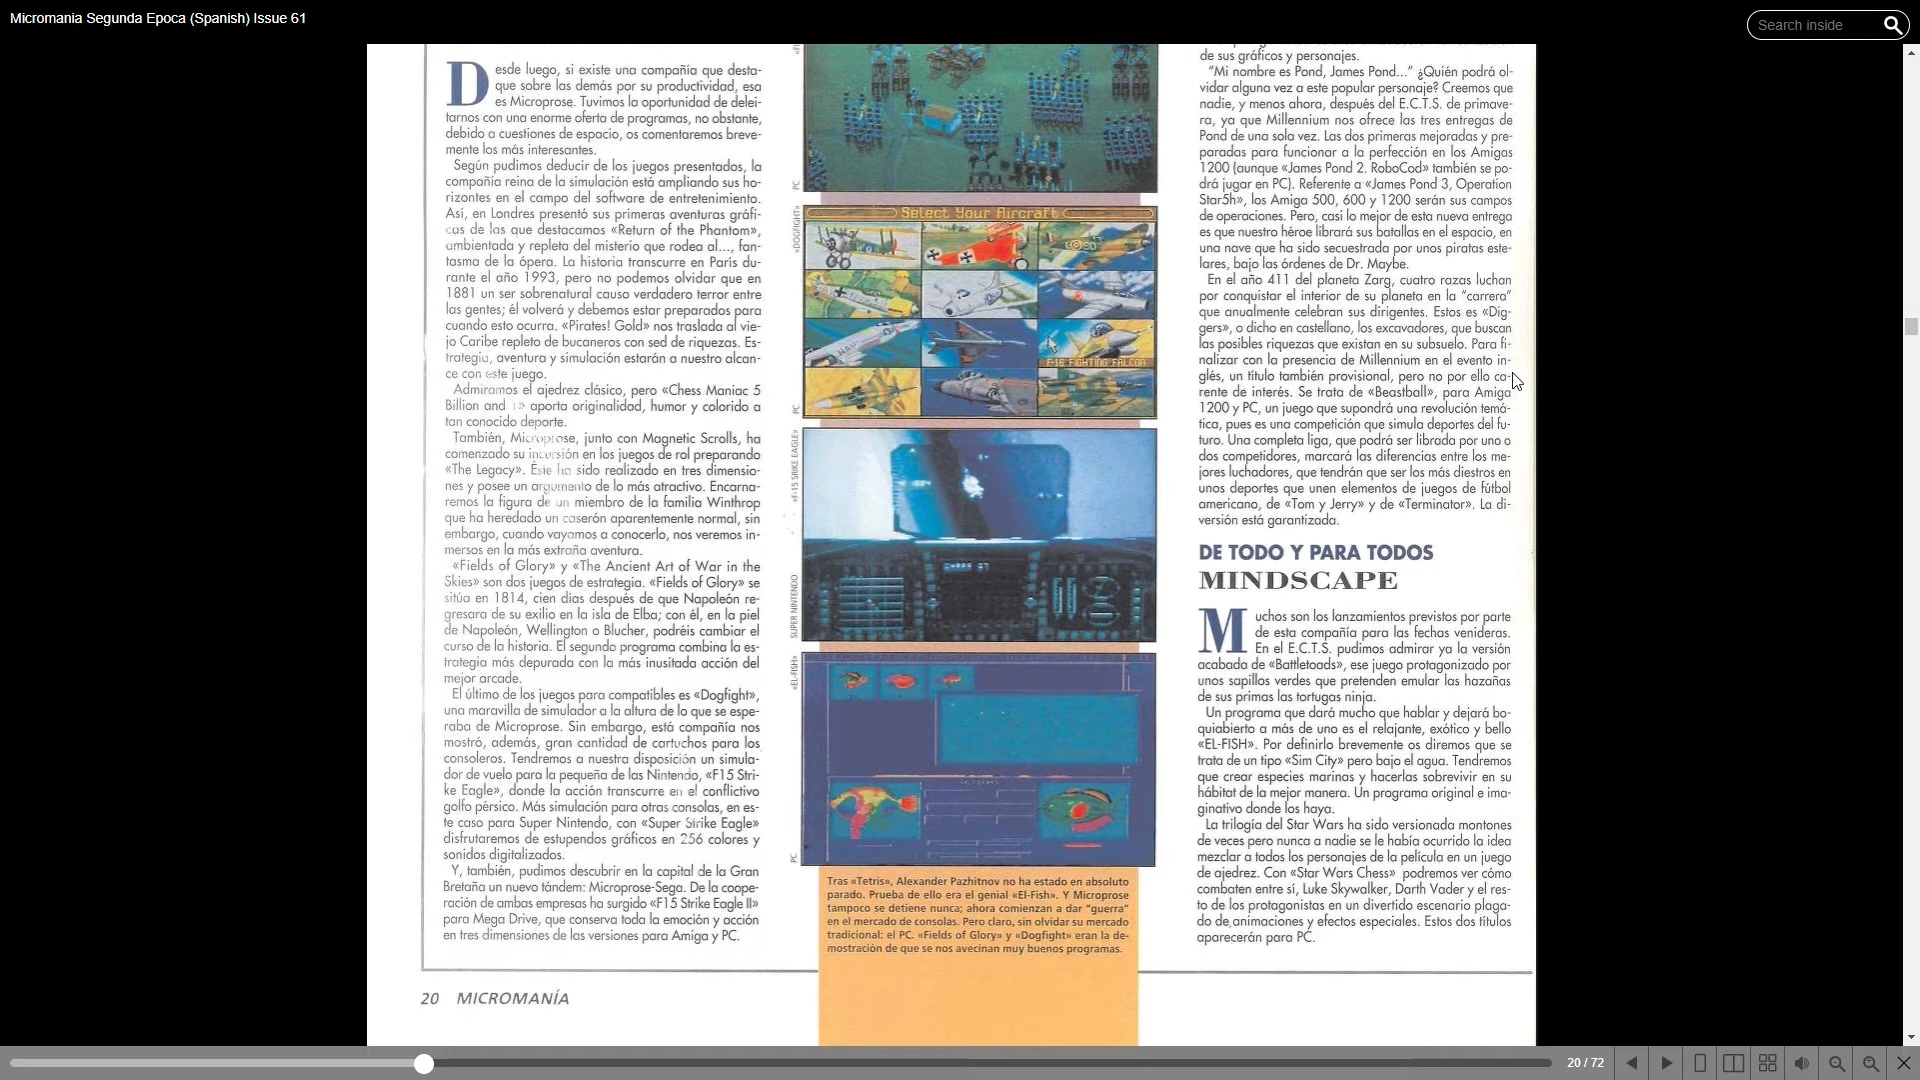 Micromania Segunda Epoca (Spanish) Issue 61
Search inside
Desde luego, si existe una compañía que desta-
que sobre las demás por su productividad, esa
es Microprose. Tuvimos la oportunidad de delei-
tarnos con una enorme oferta de programas, no obstante,
debido a cuestiones de espacio, os comentaremos breve-
mente los más interesantes.
Según pudimos deducir de los juegos presentados, la
compañía reina de la simulación está ampliando sus ho-
rizontes en el campo del software de entretenimiento.
Así, en Londres presentó sus primeras aventuras gráfi-
cas de las que destacamos «Return of the Phantom»,
ambientada y repleta del misterio que rodea al..., fan-
tasma de la ópera. La historia transcurre en París du-
rante el año 1993, pero no podemos olvidar que en
1881 un ser sobrenatural causo verdadero terror entre
las gentes; él volverá y debemos estar preparados para
cuando esto ocurra. «Pirates! Gold» nos traslada al vie-
jo Caribe repleto de bucaneros con sed de riquezas. Es-
trategia, aventura y simulación estarán a nuestro alcan-
ce con este juego.
Admiramos el ajedrez clásico, pero «Chess Maniac 5
Billion and 1» aporta originalidad, humor y colorido a
tan conocido deporte.
También, Microprose, junto con Magnetic Scrolls, ha
comenzado su incursión en los juegos de rol preparando
«The Legacy». Éste ha sido realizado en tres dimensio-
nes y posee un argumento de lo más atractivo. Encarna-
remos la figura de un miembro de la familia Winthrop
que ha heredado un caserón aparentemente normal, sin
embargo, cuando vayamos a conocerlo, nos veremos in-
mersos en la más extraña aventura.
«Fields of Glory» y «The Ancient Art of War in the
Skies» son dos juegos de estrategia. «Fields of Glory» se
sitúa en 1814, cien días después de que Napoleón re-
gresara de su exilio en la isla de Elba; con él, en la piel
de Napoleón, Wellington o Blucher, podréis cambiar el
curso de la historia. El segundo programa combina la es-
trategia más depurada con la más inusitada acción del
mejor arcade.
El último de los juegos para compatibles es «Dogfight»,
una maravilla de simulador a la altura de lo que se espe-
raba de Microprose. Sin embargo, está compañía nos
mostró, además, gran cantidad de cartuchos para los
consoleros. Tendremos a nuestra disposición un simula-
dor de vuelo para la pequeña de las Nintendo, «F15 Stri-
ke Eagle», donde la acción transcurre en el conflictivo
golfo pérsico. Más simulación para otras consolas, en es-
te caso para Super Nintendo, con «Super Strike Eagle»
disfrutaremos de estupendos gráficos en 256 colores y
sonidos digitalizados.
Y, también, pudimos descubrir en la capital de la Gran
Bretaña un nuevo tándem: Microprose-Sega. De la coope-
ración de ambas empresas ha surgido «F15 Strike Eagle II»
para Mega Drive, que conserva toda la emoción y acción
en tres dimensiones de las versiones para Amiga y PC.
PC
«DOGFIGHT»
Select Your Aircraft
F-16 FIGHTING FALCON
PC
«F-15 SRIKE EAGLE»
SUPER NINTENDO
«EL-FISH»
PC
Tras «Tetris», Alexander Pazhitnov no ha estado en absoluto
parado. Prueba de ello era el genial «El-Fish». Y Microprose
tampoco se detiene nunca; ahora comienzan a dar "guerra"
en el mercado de consolas. Pero claro, sin olvidar su mercado
tradicional: el PC. «Fields of Glory» y «Dogfight» eran la de-
mostración de que se nos avecinan muy buenos programas.
de sus gráficos y personajes.
"Mi nombre es Pond, James Pond..." ¿Quién podrá ol-
vidar alguna vez a este popular personaje? Creemos que
nadie, y menos ahora, después del E.C.T.S. de primave-
ra, ya que Millennium nos ofrece las tres entregas de
Pond de una sola vez. Las dos primeras mejoradas y pre-
paradas para funcionar a la perfección en los Amigas
1200 (aunque «James Pond 2. RoboCod» también se po-
drá jugar en PC). Referente a «James Pond 3, Operation
Star5h», los Amiga 500, 600 y 1200 serán sus campos
de operaciones. Pero, casi lo mejor de esta nueva entrega
es que nuestro héroe librará sus batallas en el espacio, en
una nave que ha sido secuestrada por unos piratas este-
lares, bajo las órdenes de Dr. Maybe.
En el año 411 del planeta Zarg, cuatro razas luchan
por conquistar el interior de su planeta en la "carrera"
que anualmente celebran sus dirigentes. Estos es «Dig-
gers», o dicho en castellano, los excavadores, que buscan
las posibles riquezas que existan en su subsuelo. Para fi-
nalizar con la presencia de Millennium en el evento in-
glés, un título también provisional, pero no por ello ca-
rente de interés. Se trata de «Beastball», para Amiga
1200 y PC, un juego que supondrá una revolución temá-
tica, pues es una competición que simula deportes del fu-
turo. Una completa liga, que podrá ser librada por uno o
dos competidores, marcará las diferencias entre los me-
jores luchadores, que tendrán que ser los más diestros en
unos deportes que unen elementos de juegos de fútbol
americano, de «Tom y Jerry» y de «Terminator». La di-
versión está garantizada.
DE TODO Y PARA TODOS
MINDSCAPE
Muchos son los lanzamientos previstos por parte
de esta compañía para las fechas venideras.
En el E.C.T.S. pudimos admirar ya la versión
acabada de «Battletoads», ese juego protagonizado por
unos sapillos verdes que pretenden emular las hazañas
de sus primas las tortugas ninja.
Un programa que dará mucho que hablar y dejará bo-
quiabierto a más de uno es el relajante, exótico y bello
«EL-FISH». Por definirlo brevemente os diremos que se
trata de un tipo «Sim City» pero bajo el agua. Tendremos
que crear especies marinas y hacerlas sobrevivir en su
hábitat de la mejor manera. Un programa original e ima-
ginativo donde los haya.
La trilogía del Star Wars ha sido versionada montones
de veces pero nunca a nadie se le había ocurrido la idea
mezclar a todos los personajes de la película en un juego
de ajedrez. Con «Star Wars Chess» podremos ver cómo
combaten entre sí, Luke Skywalker, Darth Vader y el res-
to de los protagonistas en un divertido escenario plaga-
do de animaciones y efectos especiales. Estos dos títulos
aparecerán para PC.
20 MICROMANÍA
20 / 72